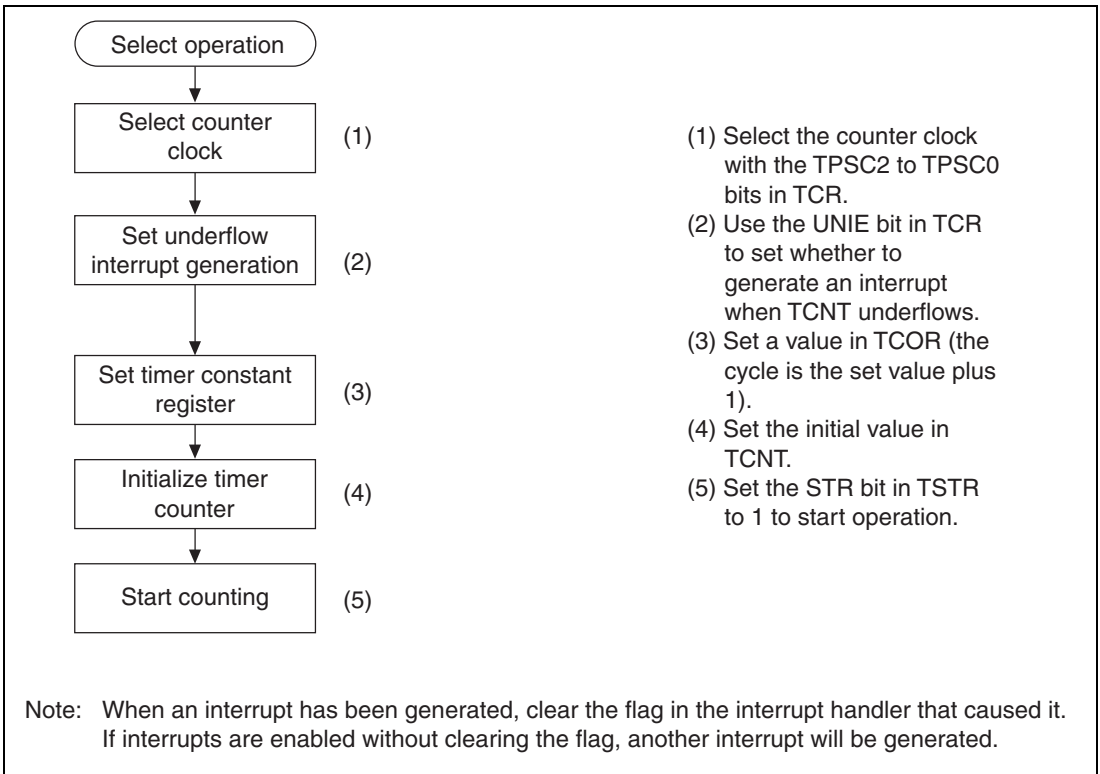 Select operation
Select counter
clock
(1)
Set underflow
interrupt generation
(2)
Set timer constant
register
(3)
Initialize timer
counter
(4)
Start counting
(5)
(1) Select the counter clock
with the TPSC2 to TPSC0
bits in TCR.
(2) Use the UNIE bit in TCR
to set whether to
generate an interrupt
when TCNT underflows.
(3) Set a value in TCOR (the
cycle is the set value plus
1).
(4) Set the initial value in
TCNT.
(5) Set the STR bit in TSTR
to 1 to start operation.
Note: When an interrupt has been generated, clear the flag in the interrupt handler that caused it.
If interrupts are enabled without clearing the flag, another interrupt will be generated.